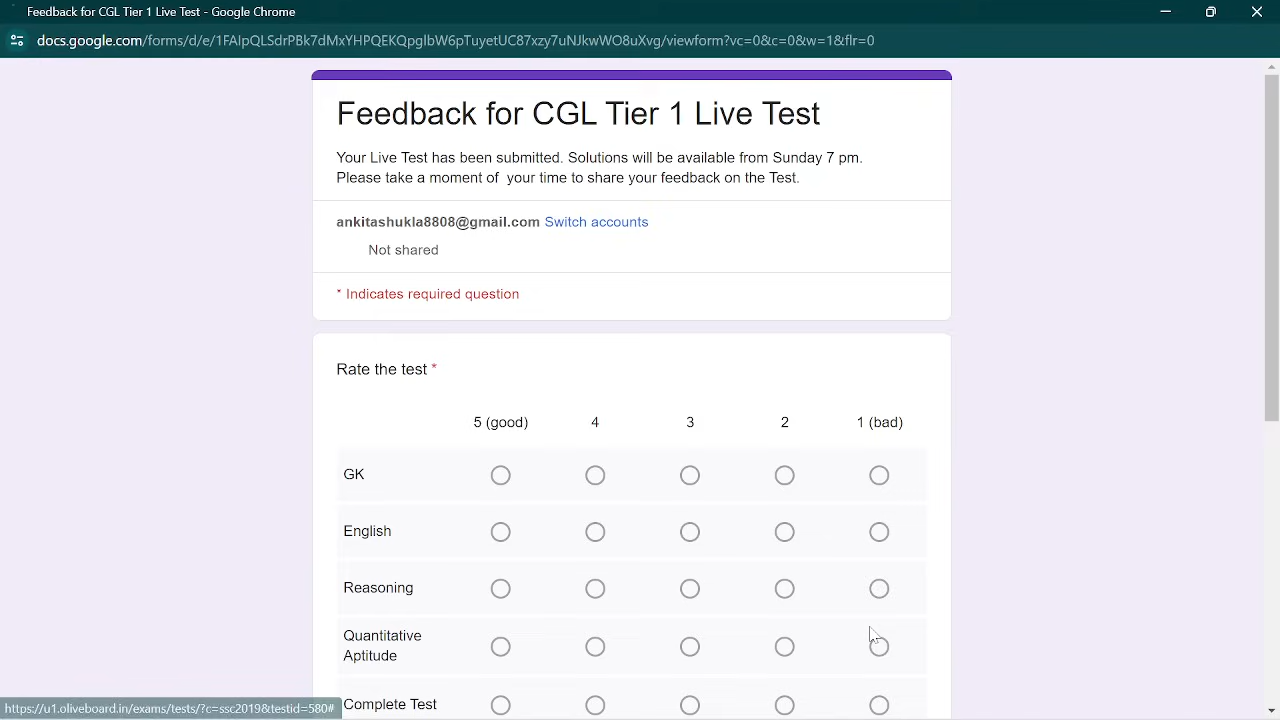 Feedback for CGL Tier 1 Live Test - Google Chrome
docs.google.com/forms/d/e/1FAIpQLSdrPBk7dMxYHPQEKQpglbW6pTuyetUC87xzy7uNJkwWO8uXvg/viewform?vc=0&c=0&w=1&flr=0
Feedback for CGL Tier 1 Live Test
Your Live Test has been submitted. Solutions will be available from Sunday 7 pm.
Please take a moment of your time to share your feedback on the Test.
ankitashukla8808@gmail.com Switch accounts
Not shared
* Indicates required question
Rate the test *
5 (good) 4 3 2 1 (bad)
GK
English
Reasoning
Quantitative
Aptitude
Complete Test
https://u1.oliveboard.in/exams/tests/?c=ssc2019&testid=580#